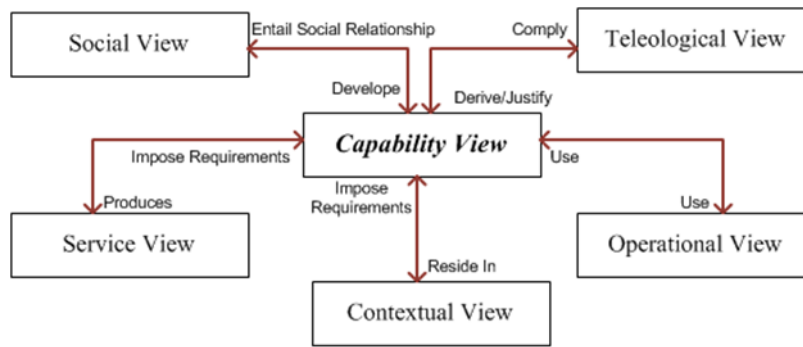 Social View
Entail Social Relationship
Comply
Teleological View
Develope
Derive/Justify
Impose Requirements
Capability View
Use
Impose
Requirements
Produces
Use
Service View
Operational View
Reside In
Contextual View